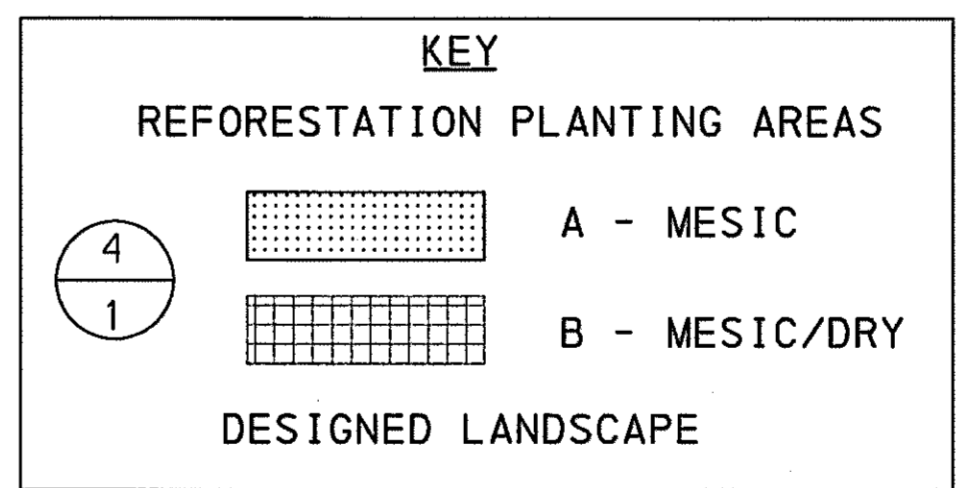 KEY
REFORESTATION PLANTING AREAS
4
1
A - MESIC
B - MESIC/DRY
DESIGNED LANDSCAPE